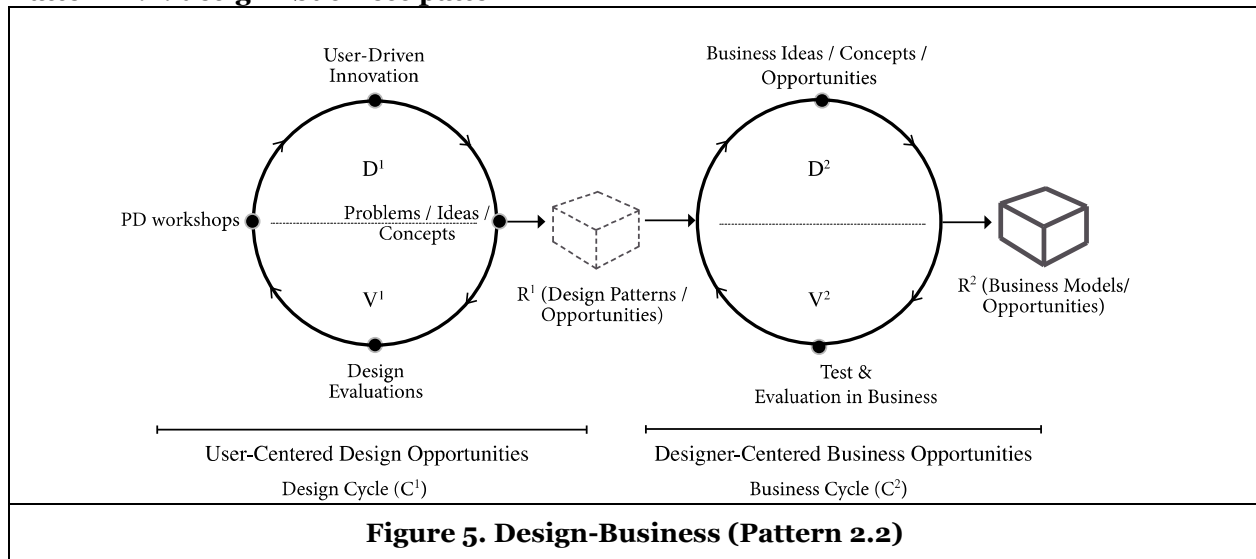 User-Driven
Innovation
Business Ideas / Concepts /
Opportunities
D1
D2
PD workshops
Problems / Ideas /
Concepts
V1
V2
R1 (Design Patterns /
Opportunities)
R2 (Business Models/
Opportunities)
Design
Evaluations
Test &
Evaluation in Business
User-Centered Design Opportunities
Designer-Centered Business Opportunities
Design Cycle (C1)
Business Cycle (C2)
Figure 5. Design-Business (Pattern 2.2)